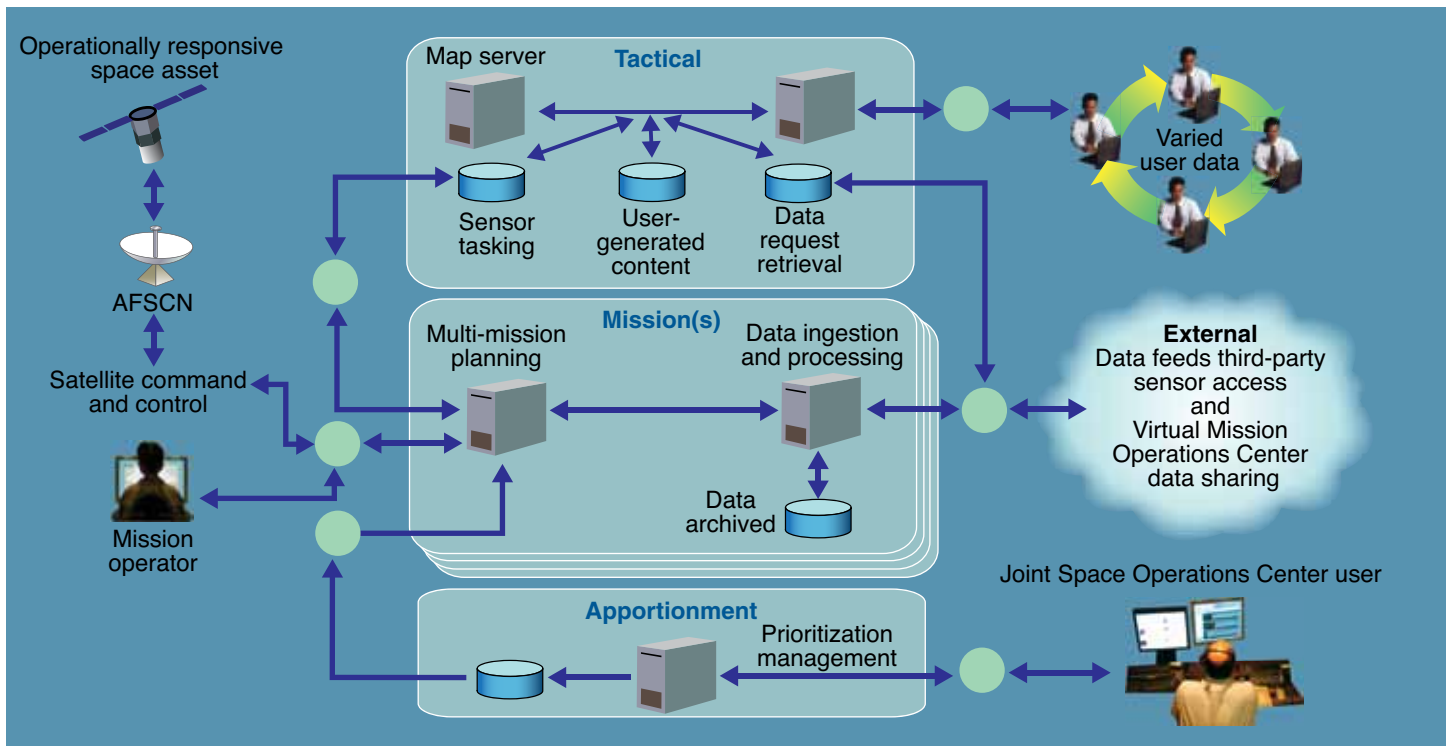 Operationally responsive
space asset
AFSCN
Satellite command
and control
Mission
operator
Tactical
Map server
Sensor
tasking
User-
generated
content
Data
request
retrieval
Mission(s)
Multi-mission
planning
Data ingestion
and processing
Data
archived
Apportionment
Prioritization
management
Varied
user data
External
Data feeds third-party
sensor access
and
Virtual Mission
Operations Center
data sharing
Joint Space Operations Center user